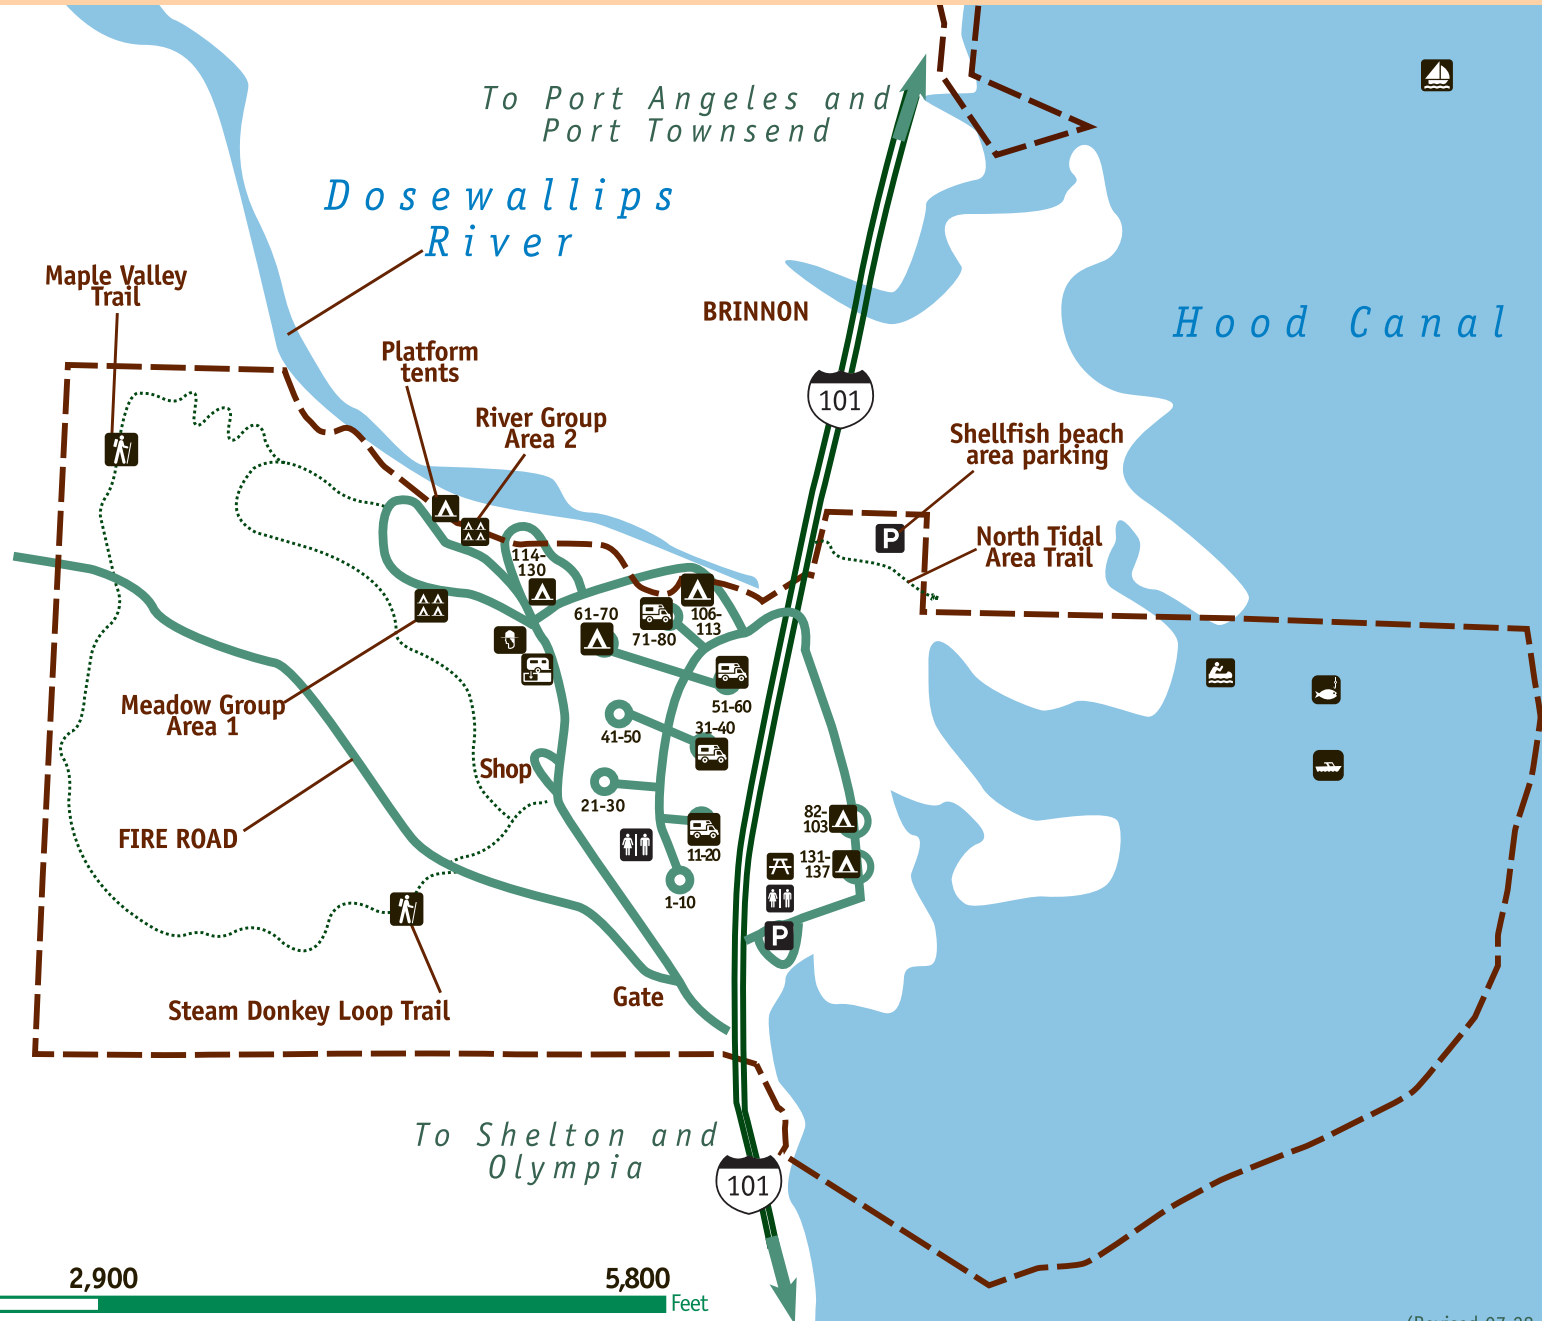 To Port Angeles and
Port Townsend
Dosewallips
River
Maple Valley
Trail
BRINNON
Hood Canal
Platform
tents
101
River Group
Area 2
Shellfish beach
area parking
P
North Tidal
Area Trail
114-
130
61-70
71-80
106-
113
51-60
Meadow Group
Area 1
41-50
31-40
Shop
21-30
82-
103
FIRE ROAD
11-20
131-
137
1-10
P
Gate
Steam Donkey Loop Trail
To Shelton and
Olympia
101
2,900
5,800
Feet